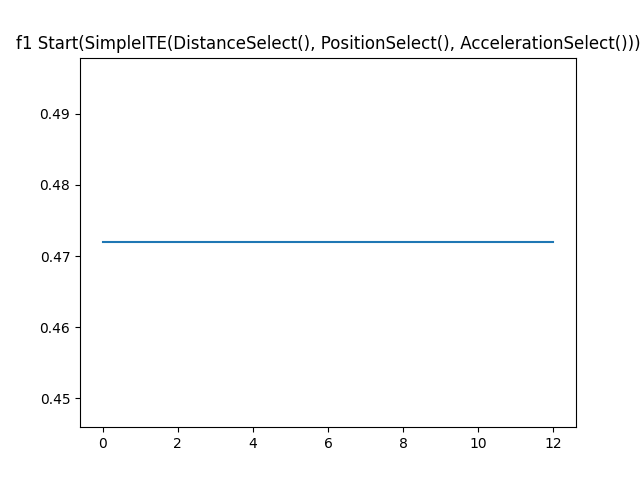 f1 Start(SimpleITE(DistanceSelect(), PositionSelect(), AccelerationSelect()))
0.49
0.48
0.47
0.46
0.45
0 2 4 6 8 10 12